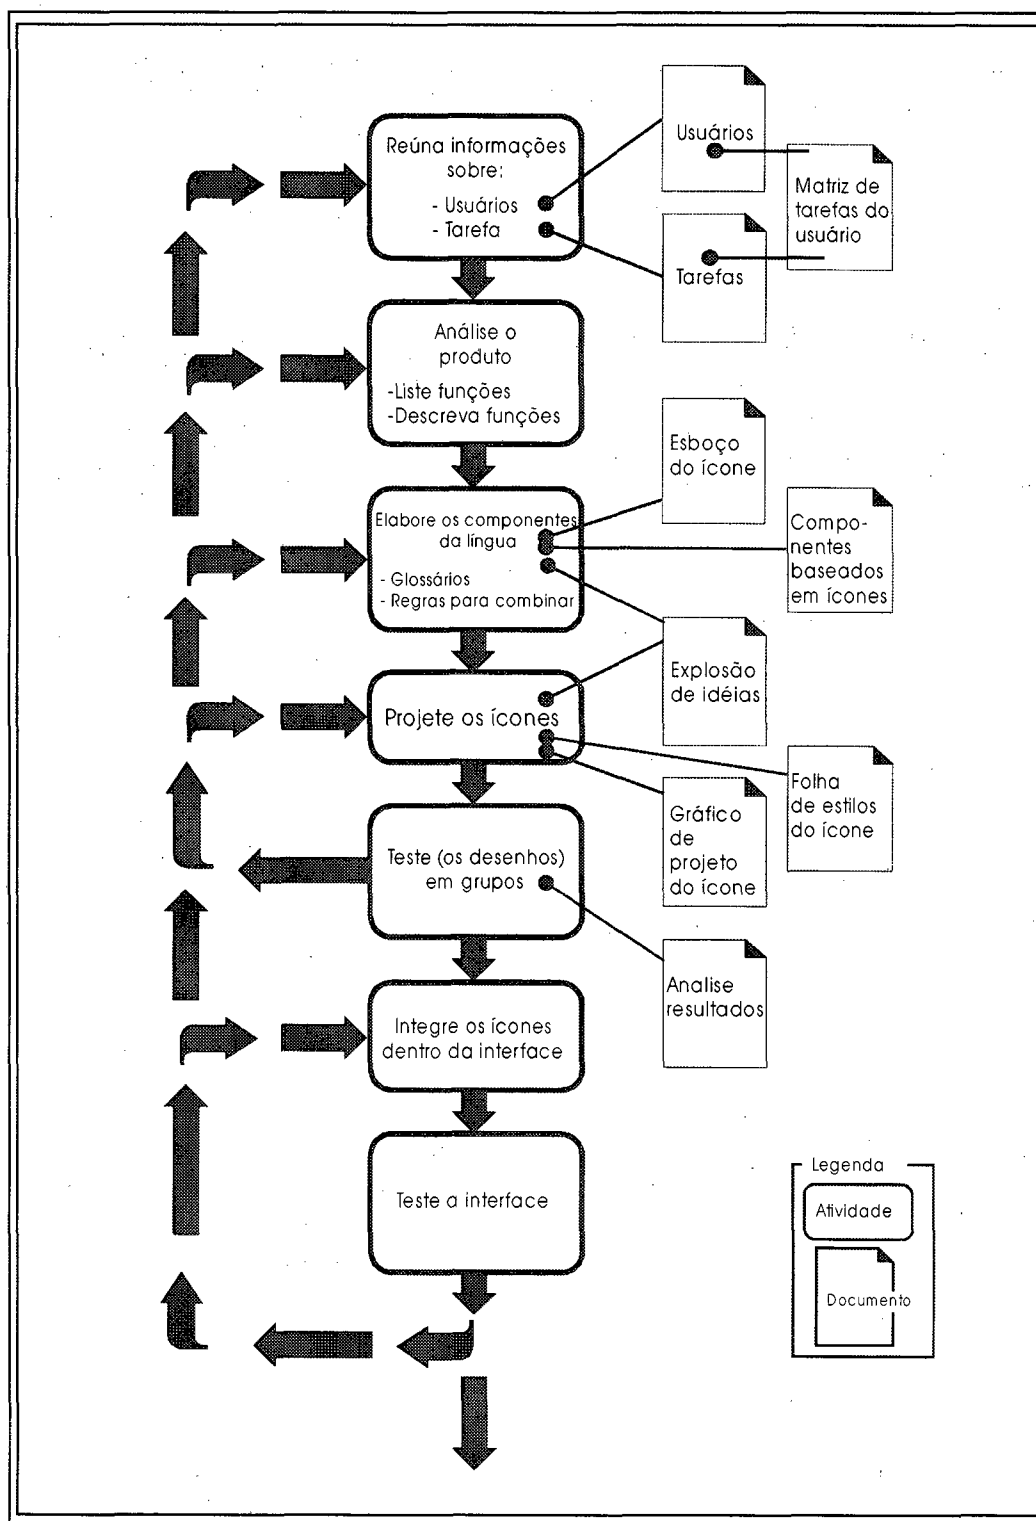 Reúna informações
sobre:
- Usuários
- Tarefa
Usuários
Matriz de
tarefas do
usuário
Tarefas
Análise o
produto
-Liste funções
-Descreva funções
Esboço
do ícone
Elabore os componentes
da língua
- Glossários
- Regras para combinar
Compo-
nentes
baseados
em ícones
Explosão
de idéias
Projete os ícones
Folha
de estilos
do ícone
Gráfico
de
projeto
do ícone
Teste (os desenhos)
em grupos
Analise
resultados
Integre os ícones
dentro da interface
Teste a interface
Legenda
Atividade
Documento